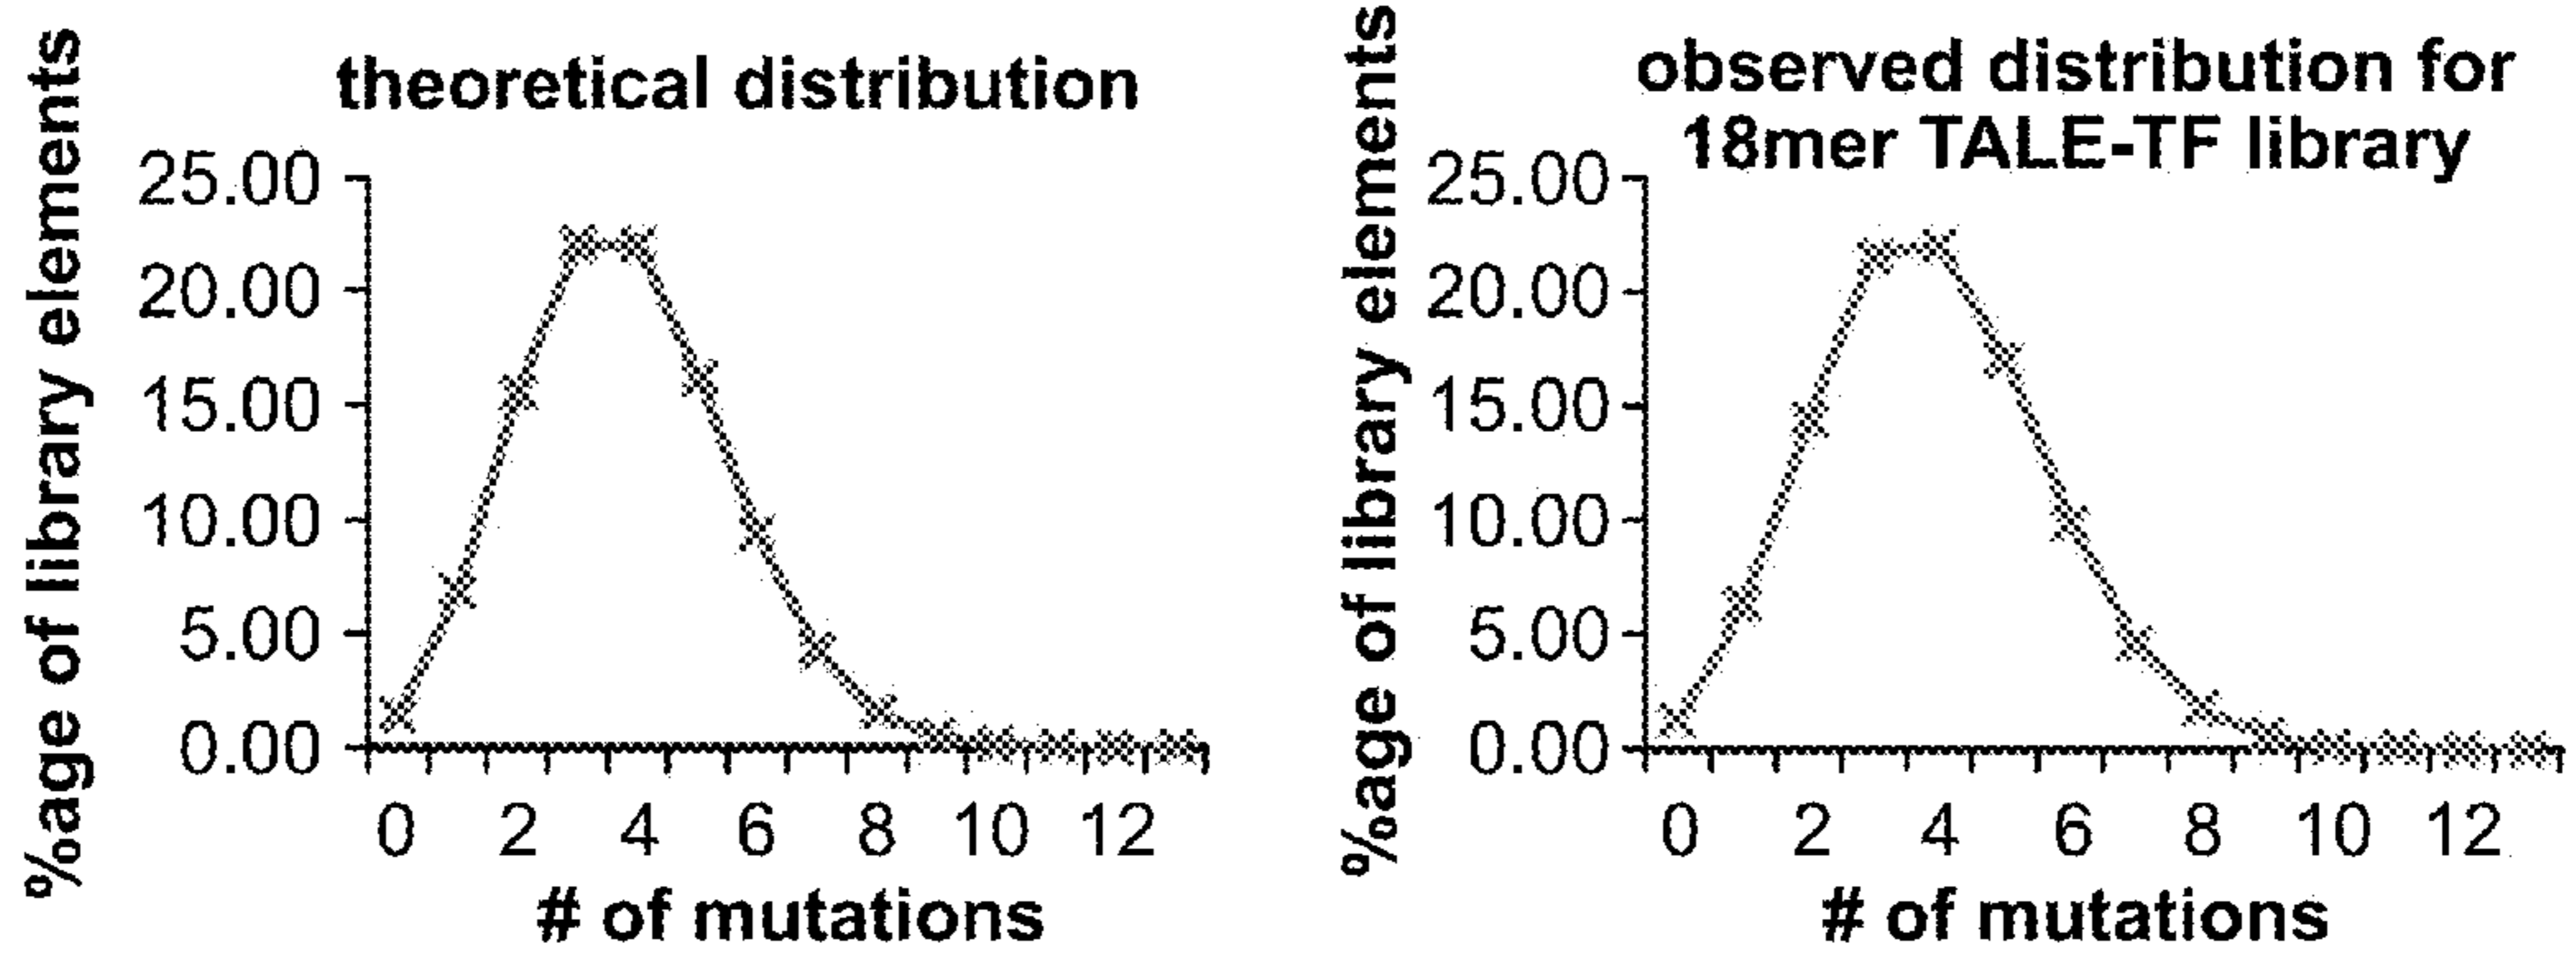 %age of library elements
theoretical distribution
25.00
20.00
15.00
10.00
5.00
0.00
0 2 4 6 8 10 12
# of mutations
%age of library elements
observed distribution for
18mer TALE-TF library
25.00
20.00
15.00
10.00
5.00
0.00
0 2 4 6 8 10 12
# of mutations